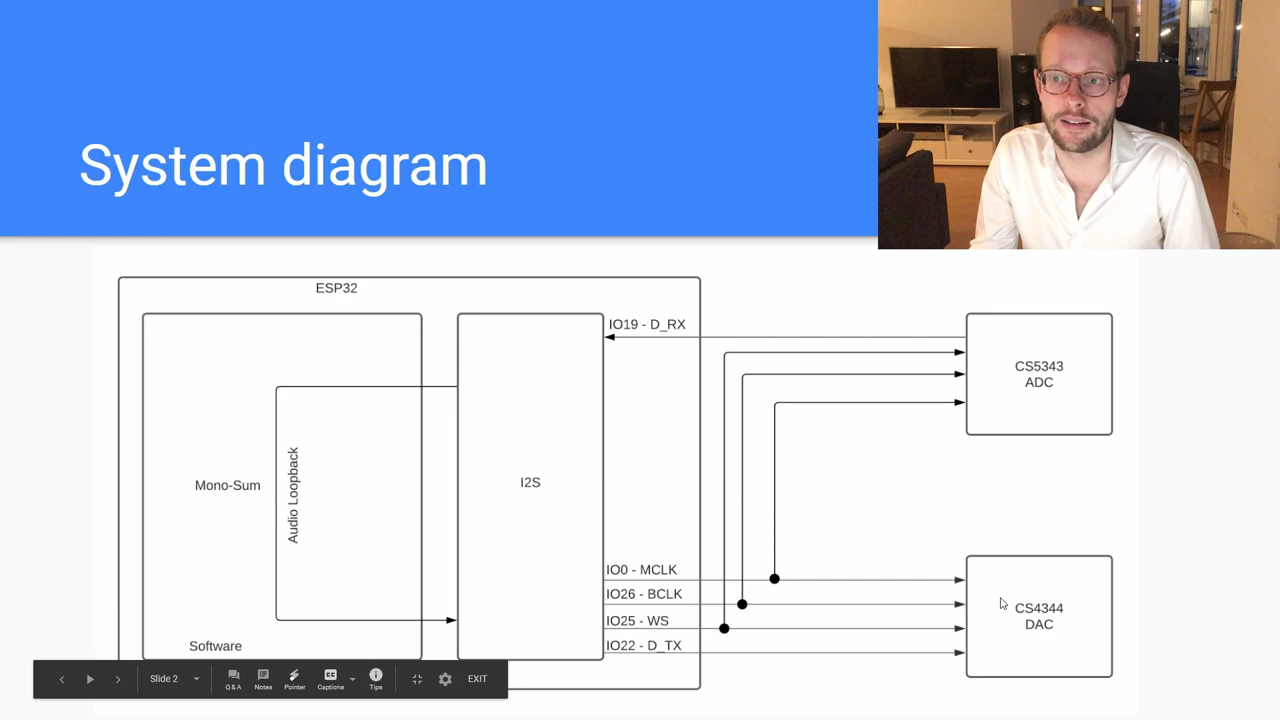 System diagram
ESP32
IO19 - D_RX
CS5343
ADC
Mono-Sum
Audio Loopback
I2S
IO0 - MCLK
IO26 - BCLK
IO25 - WS
IO22 - D_TX
CS4344
DAC
Software
Slide 2
Q & A
Notes
Pointer
Captions
Tips
EXIT